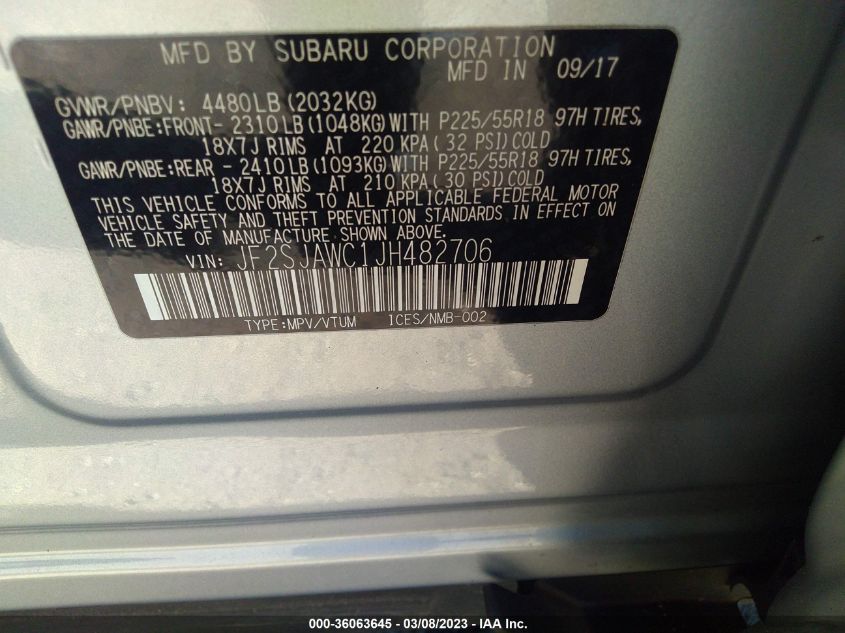 MFD BY SUBARU CORPORATION
MFD IN 09/17
GVWR/PNBV: 4480LB(2032KG)
GAWR/PNBE:FRONT-2310LB(1048KG)WITH P225/55R18 97H TIRES,
18X7J RIMS AT 220 KPA(32 PSI)COLD
GAWR/PNBE:REAR -2410LB(1093KG)WITH P225/55R18 97H TIRES,
18X7J RIMS AT 210 KPA(30 PSI)COLD
THIS VEHICLE CONFORMS TO ALL APPLICABLE FEDERAL MOTOR
VEHICLE SAFETY AND THEFT PREVENTION STANDARDS IN EFFECT ON
THE DATE OF MANUFACTURE SHOWN ABOVE.
VIN: JF2SJAWC1JH482706
TYPE:MPV/VTUM ICES/NMB-002
000-36063645 - 03/08/2023 - IAA Inc.